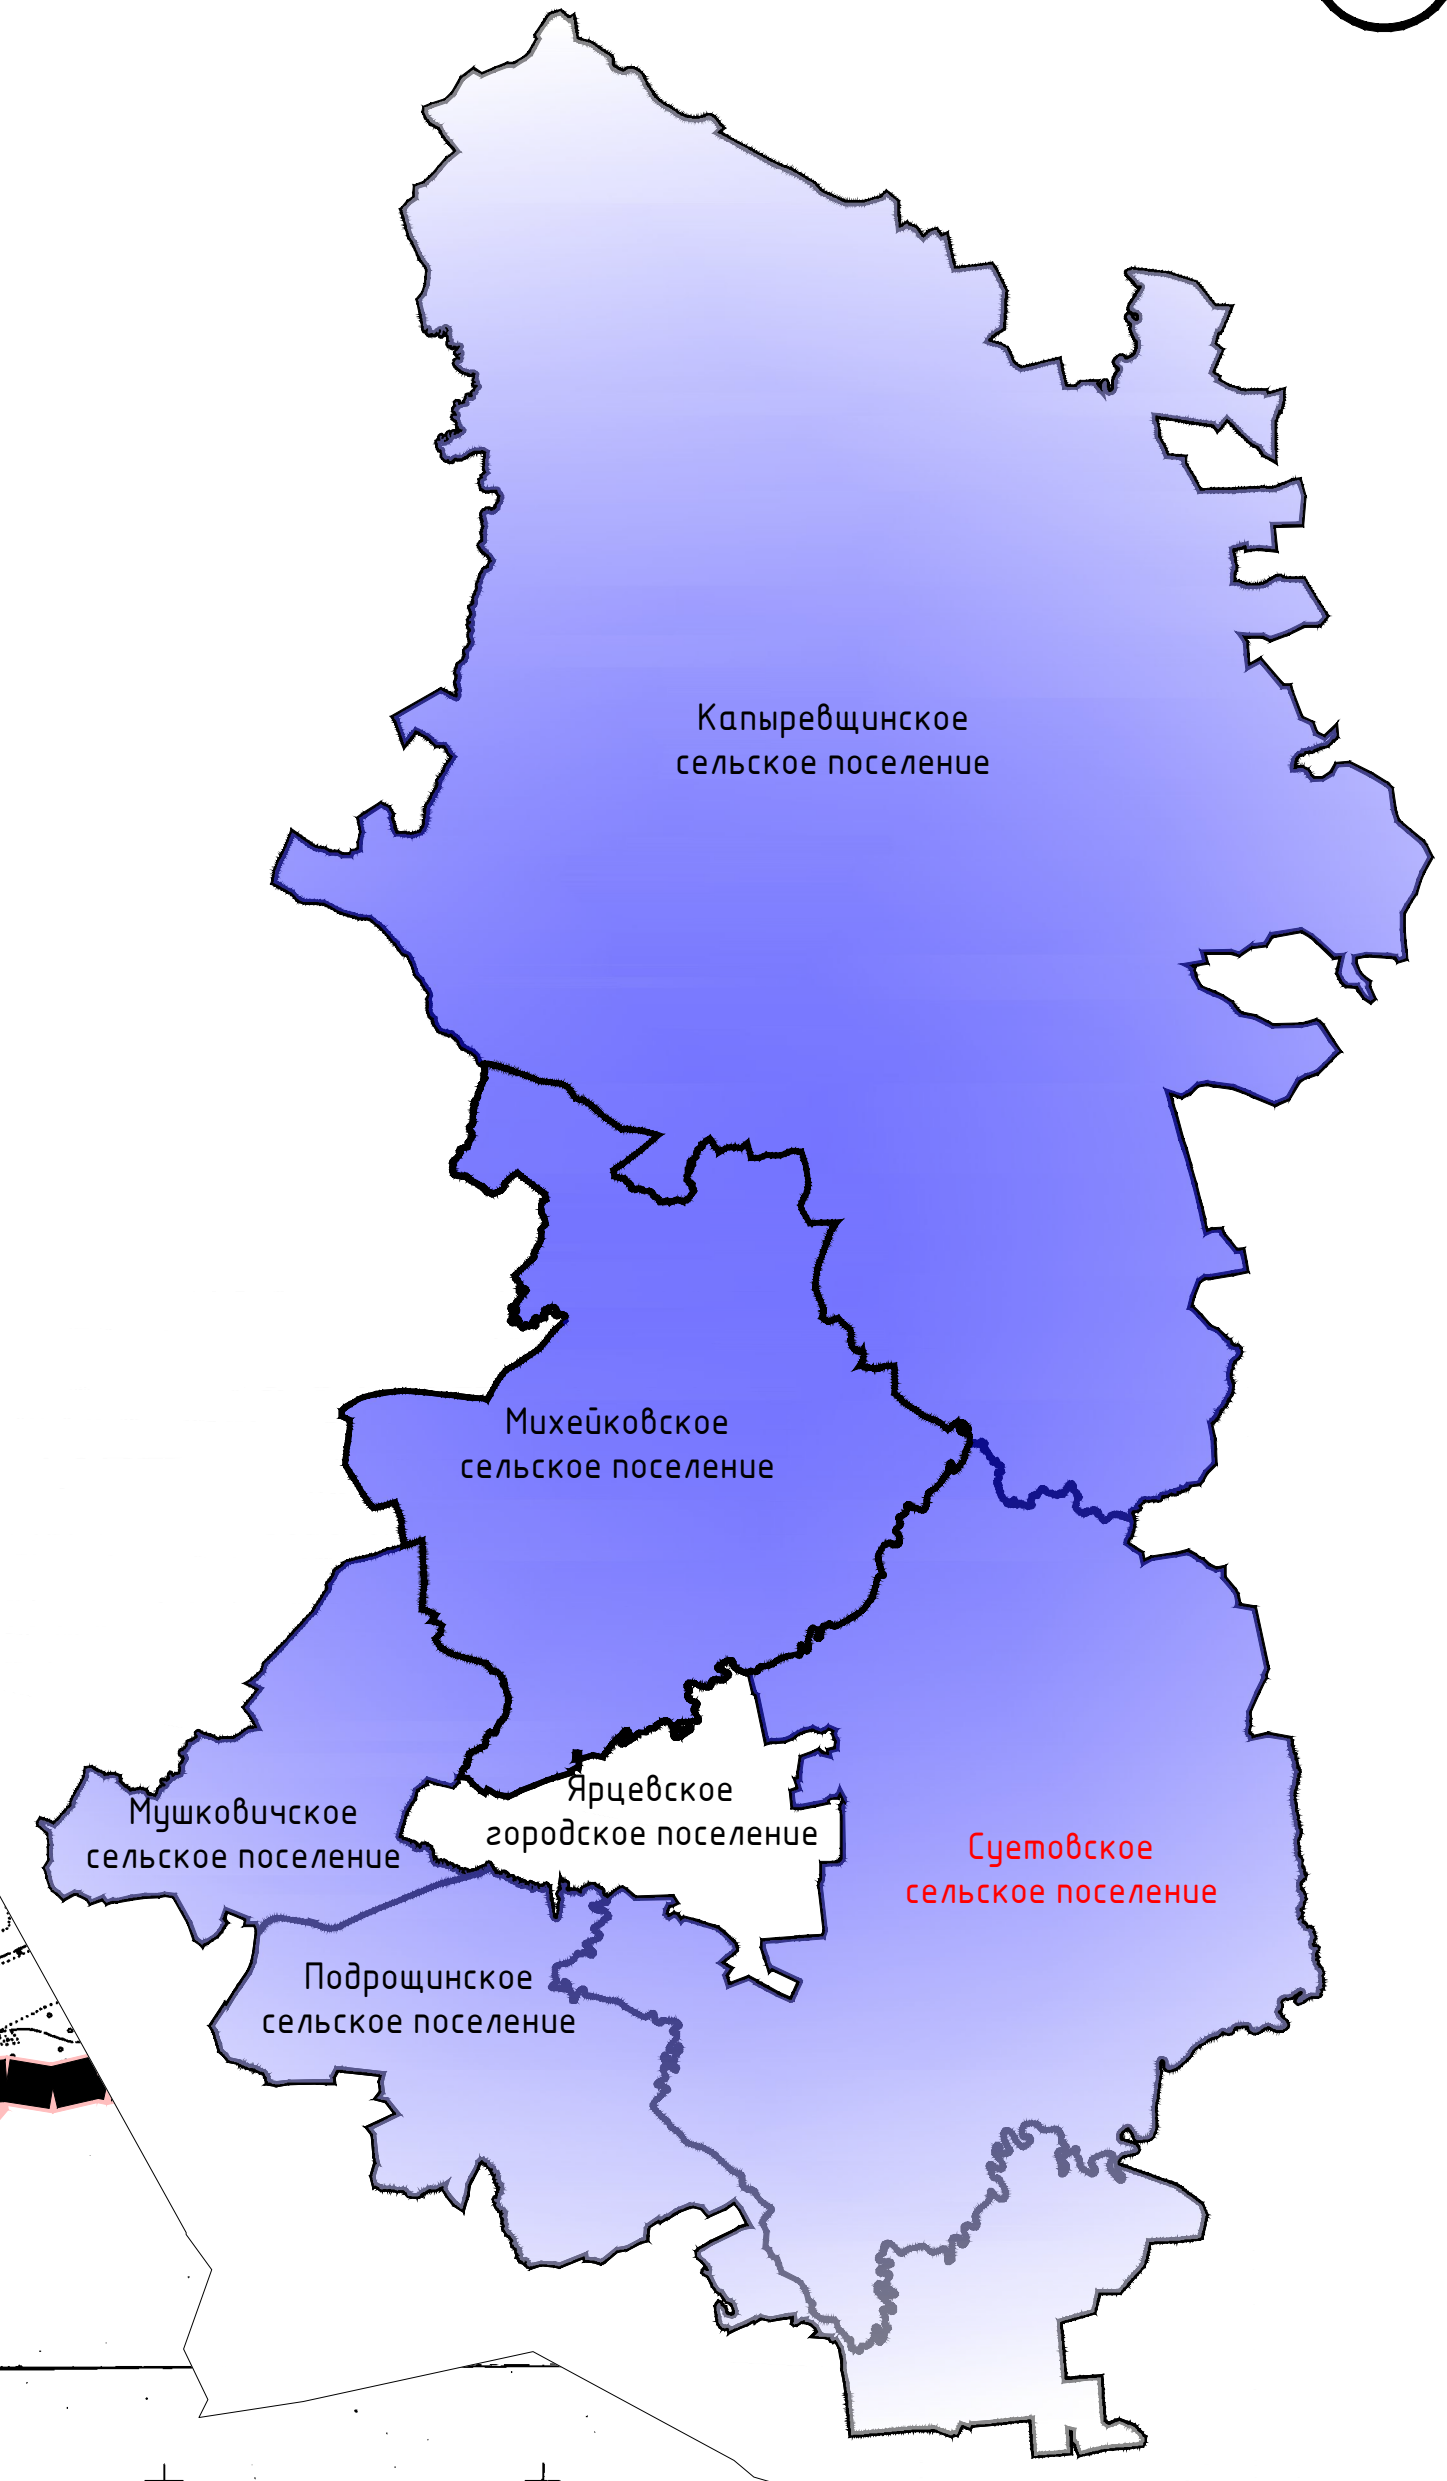 Капыревщинское
сельское поселение
Михейковское
сельское поселение
Ярцевское
городское поселение
Мушковичское
сельское поселение
Суетовское
сельское поселение
Подрощинское
сельское поселение